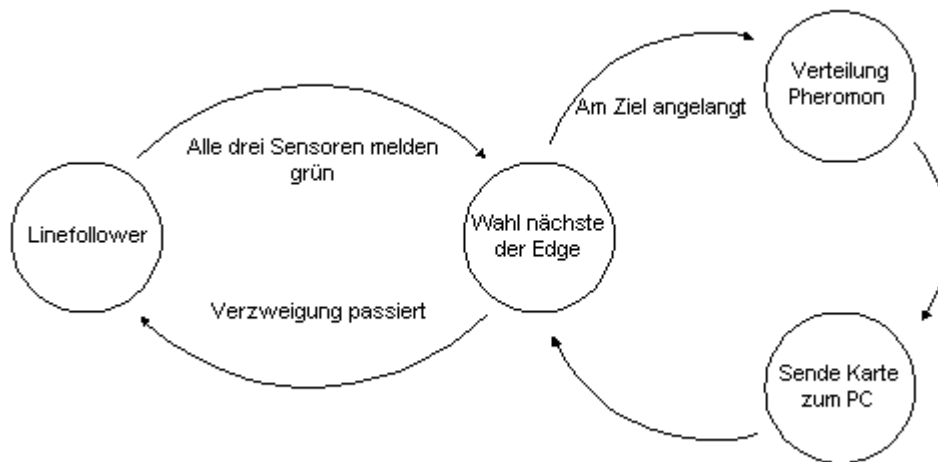 Verteilung
Pheromon
Am Ziel angelangt
Alle drei Sensoren melden
grün
Linefollower
Wahl nächste
der Edge
Verzweigung passiert
Sende Karte
zum PC